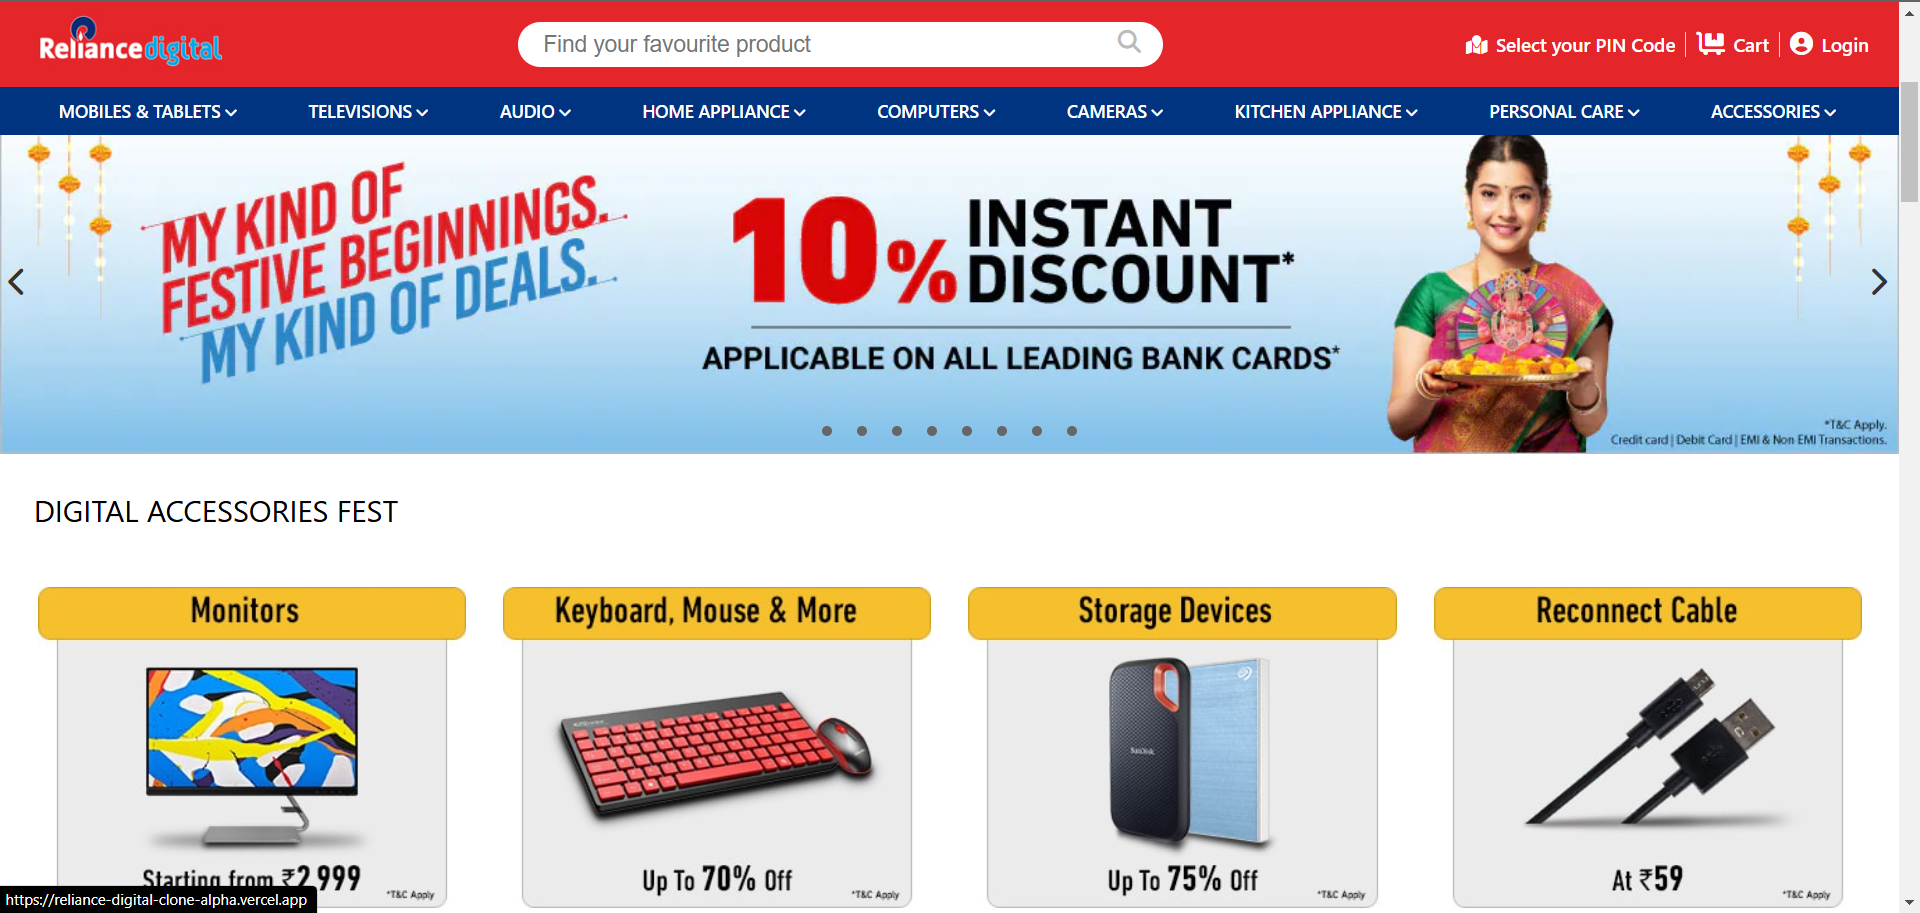 Reliance digital
Find your favourite product
Select your PIN Code
Cart
Login
MOBILES & TABLETS
TELEVISIONS
AUDIO
HOME APPLIANCE
COMPUTERS
CAMERAS
KITCHEN APPLIANCE
PERSONAL CARE
ACCESSORIES
MY KIND OF
FESTIVE BEGINNINGS.
MY KIND OF DEALS.
10% INSTANT
DISCOUNT*
APPLICABLE ON ALL LEADING BANK CARDS*
*T&C Apply.
Credit card | Debit Card | EMI & Non EMI Transactions.
DIGITAL ACCESSORIES FEST
Monitors
Starting from ₹2 999
*T&C Apply
Keyboard, Mouse & More
Up To 70% Off
*T&C Apply
Storage Devices
SanDisk
Up To 75% Off
*T&C Apply
Reconnect Cable
At ₹59
*T&C Apply
https://reliance-digital-clone-alpha.vercel.app